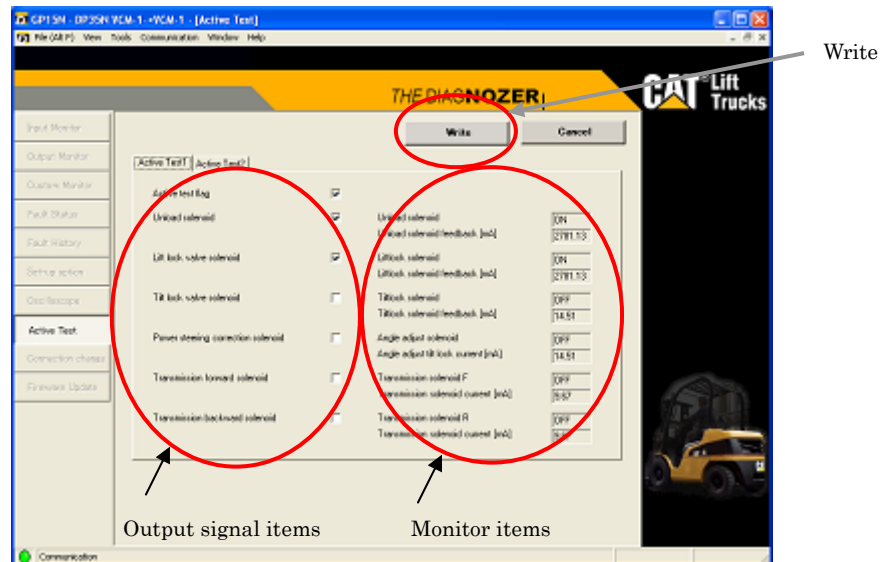 GP15N - DP35N VCM-1->VCM-1 - [Active Test]
File(Alt F) View Tools Communication Window Help
Write
THE DIAGNOZER
CAT Lift Trucks
Input Monitor
Output Monitor
Custom Monitor
Fault Status
Fault History
Set-up option
Oscilloscope
Active Test
Connection change
Firmware Update
Write Cancel
Active Test1 Active Test2
Active test flag
Unload solenoid
Lift lock valve solenoid
Tilt lock valve solenoid
Power steering correction solenoid
Transmission forward solenoid
Transmission backward solenoid
Unload solenoid ON
Unload solenoid feedback [mA] 2781.13
Liftlock solenoid ON
Liftlock solenoid feedback [mA] 2781.13
Tiltlock solenoid OFF
Tiltlock solenoid feedback [mA] 14.51
Angle adjust solenoid OFF
Angle adjust tilt lock current [mA] 14.51
Transmission solenoid F OFF
Transmission solenoid current [mA] 9.67
Transmission solenoid R OFF
Transmission solenoid current [mA]
Output signal items
Monitor items
Communication